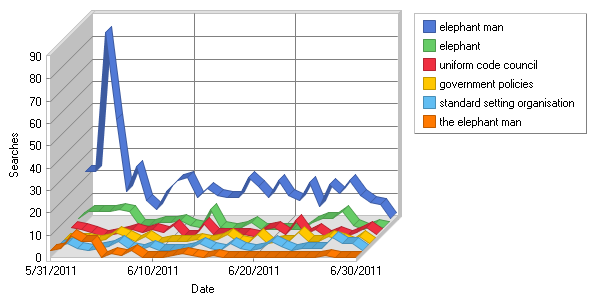 90
80
70
60
50
40
30
20
10
0
Searches
5/31/2011 6/10/2011 6/20/2011 6/30/2011
Date
elephant man
elephant
uniform code council
government policies
standard setting organisation
the elephant man